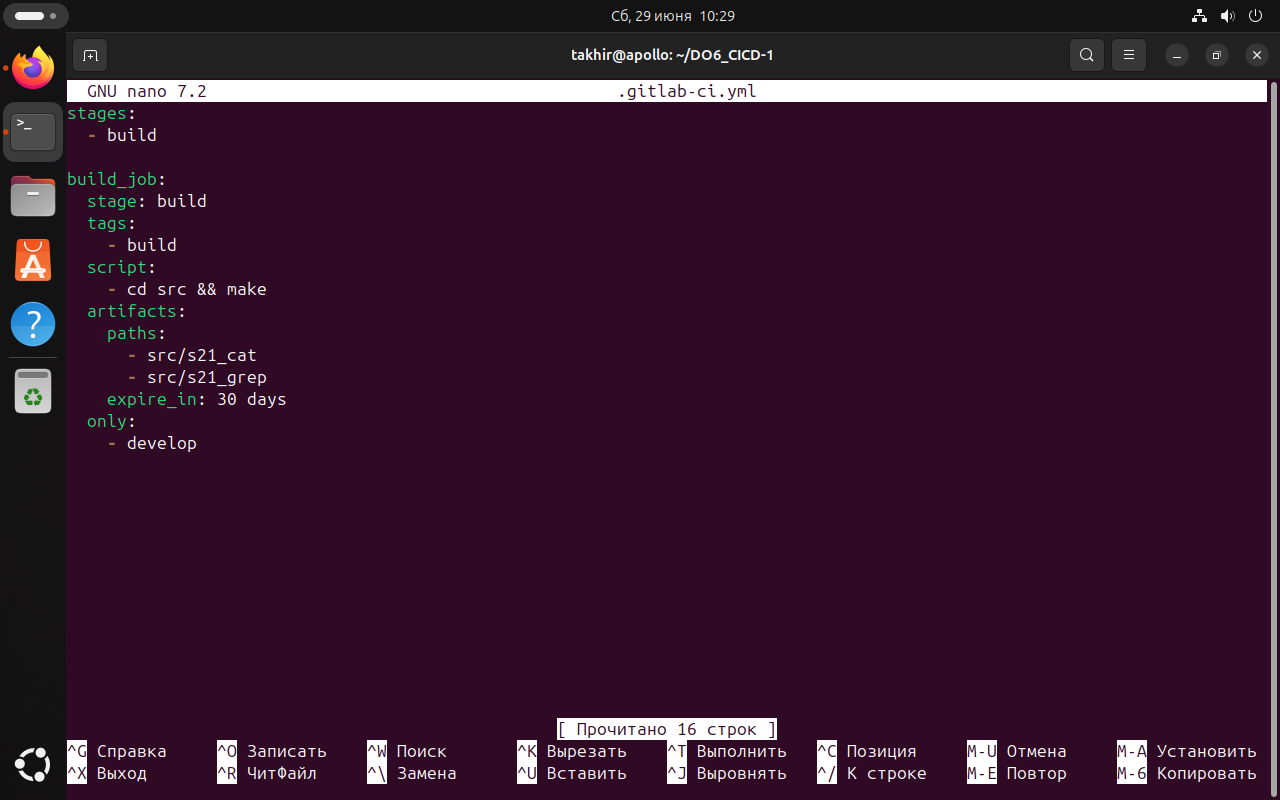 Сб, 29 июня 10:29
takhir@apollo: ~/DO6_CICD-1
GNU nano 7.2 .gitlab-ci.yml
stages:
  - build

build_job:
  stage: build
  tags:
    - build
  script:
    - cd src && make
  artifacts:
    paths:
      - src/s21_cat
      - src/s21_grep
    expire_in: 30 days
  only:
    - develop
[ Прочитано 16 строк ]
^G Справка ^O Записать ^W Поиск ^K Вырезать ^T Выполнить ^C Позиция M-U Отмена M-A Установить
^X Выход ^R ЧитФайл ^\ Замена ^U Вставить ^J Выровнять ^/ К строке M-E Повтор M-6 Копировать